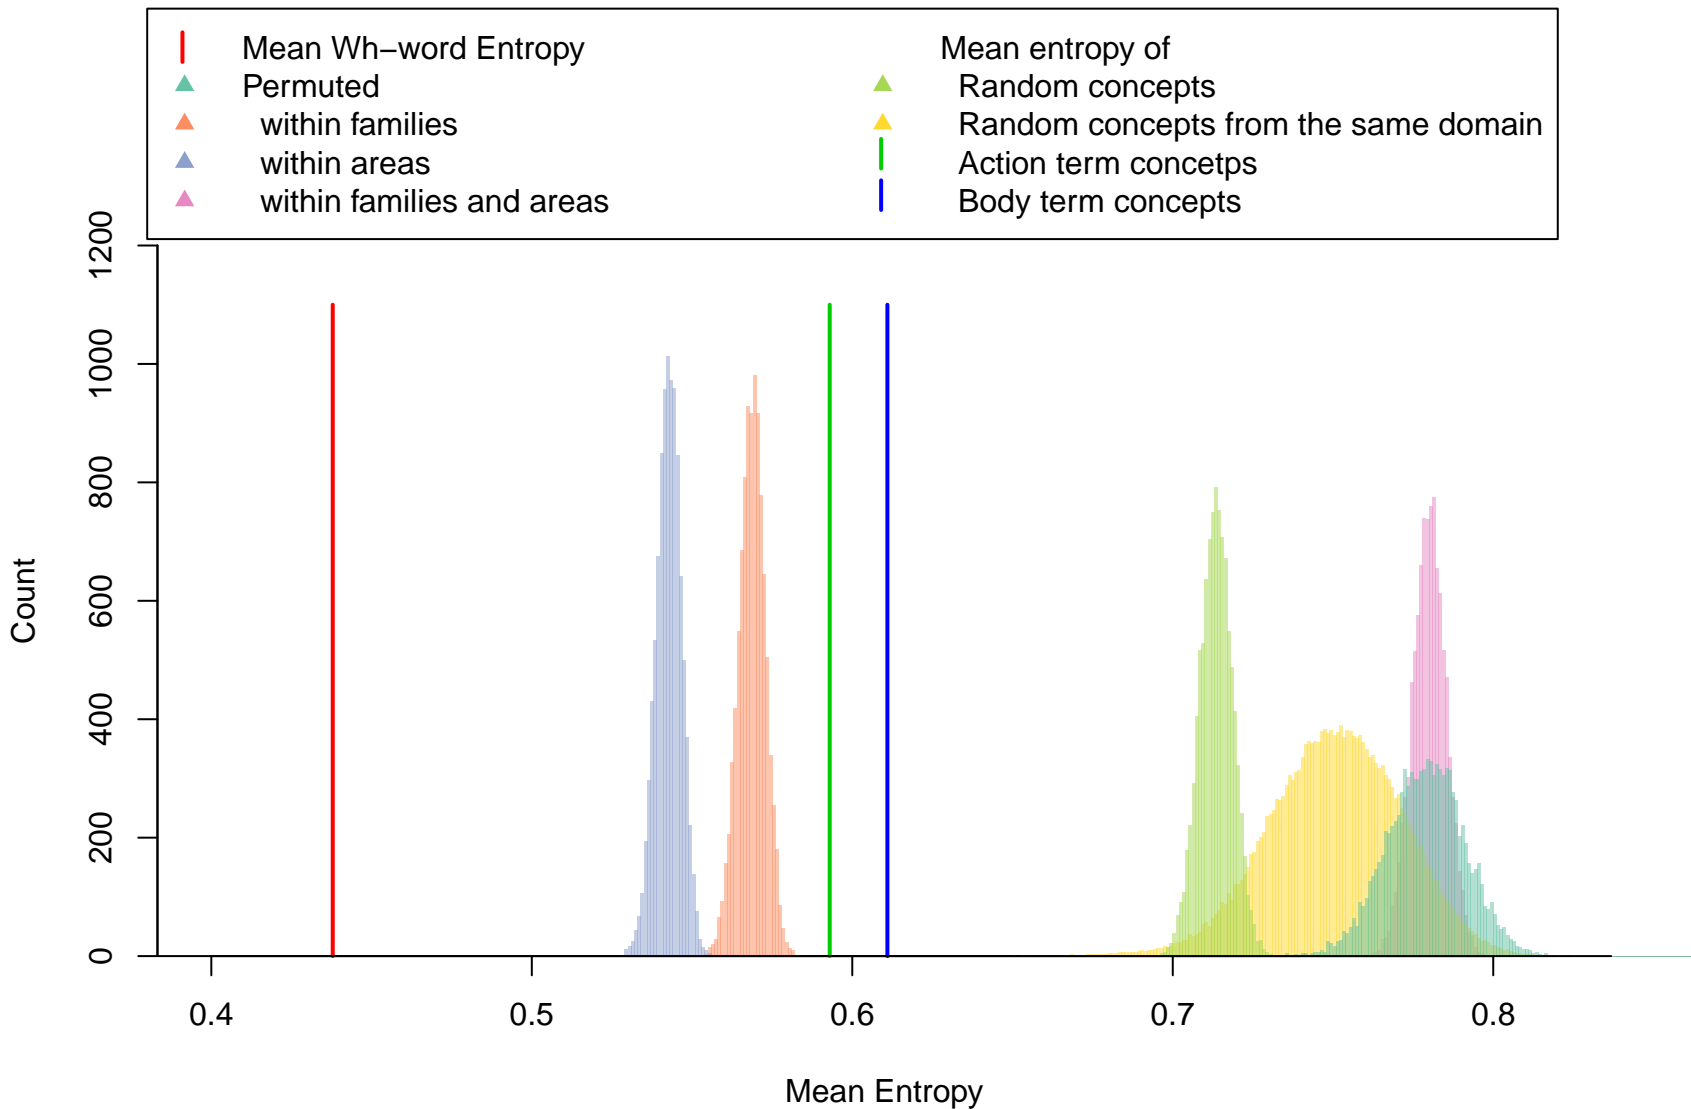 Mean Wh−word Entropy
Permuted
within families
within areas
within families and areas
Mean entropy of
Random concepts
Random concepts from the same domain
Action term concetps
Body term concepts
1200
1000
800
600
400
200
0
Count
0.4 0.5 0.6 0.7 0.8
Mean Entropy